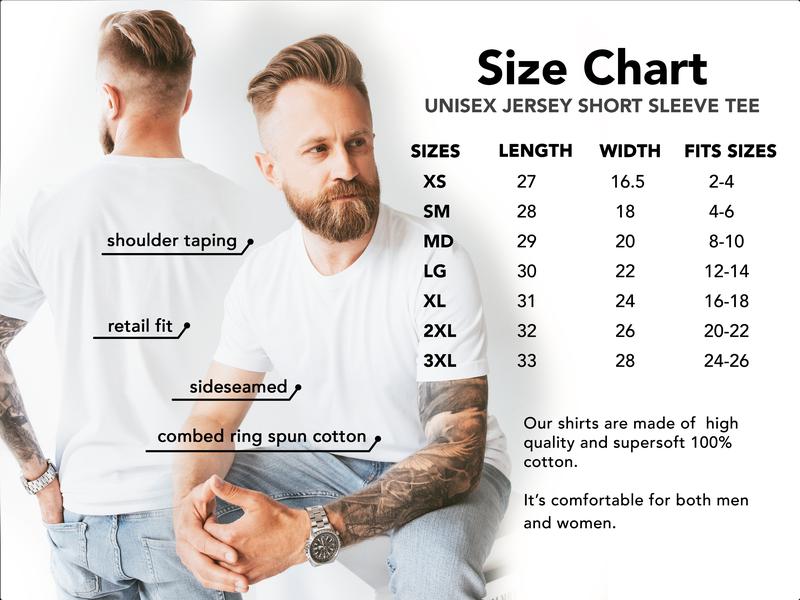 Size Chart
UNISEX JERSEY SHORT SLEEVE TEE
SIZES LENGTH WIDTH FITS SIZES
XS 27 16.5 2-4
SM 28 18 4-6
MD 29 20 8-10
LG 30 22 12-14
XL 31 24 16-18
2XL 32 26 20-22
3XL 33 28 24-26
shoulder taping
retail fit
sideseamed
combed ring spun cotton
Our shirts are made of high
quality and supersoft 100%
cotton.
It's comfortable for both men
and women.